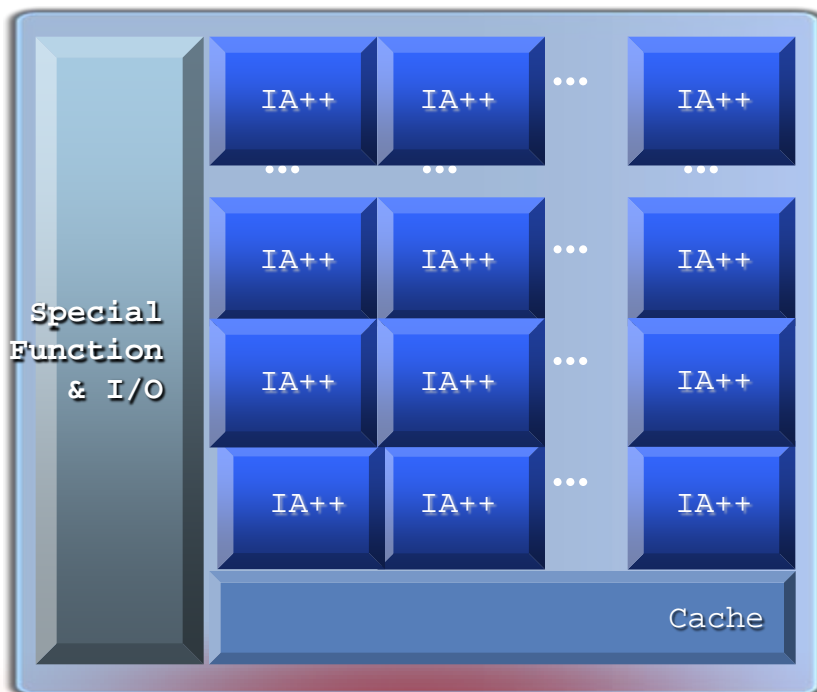 IA++ IA++ ... IA++
... ... ...
IA++ IA++ ... IA++
Special
Function
& I/O
IA++ IA++ ... IA++
IA++ IA++ ... IA++
Cache